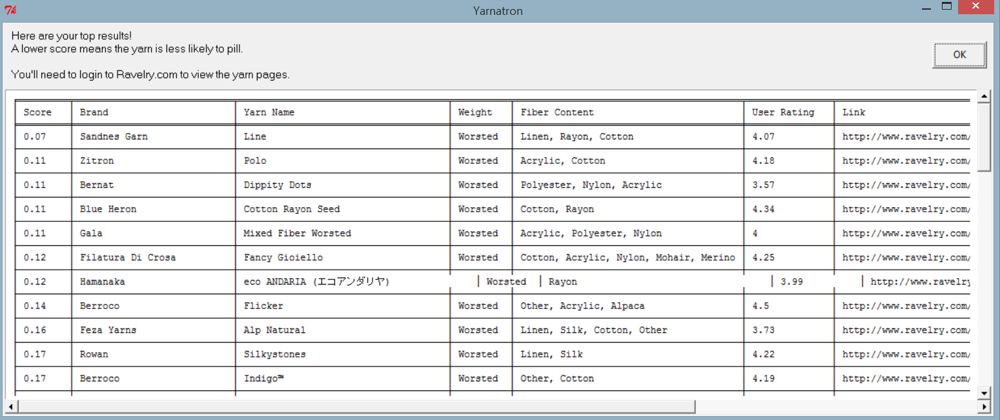 Yarnatron
Here are your top results!
A lower score means the yarn is less likely to pill.
You'll need to login to Ravelry.com to view the yarn pages.
OK
Score Brand Yarn Name Weight Fiber Content User Rating Link
0.07 Sandnes Garn Line Worsted Linen, Rayon, Cotton 4.07 http://www.ravelry.com/
0.11 Zitron Polo Worsted Acrylic, Cotton 4.18 http://www.ravelry.com/
0.11 Bernat Dippity Dots Worsted Polyester, Nylon, Acrylic 3.57 http://www.ravelry.com/
0.11 Blue Heron Cotton Rayon Seed Worsted Cotton, Rayon 4.34 http://www.ravelry.com/
0.11 Gala Mixed Fiber Worsted Worsted Acrylic, Polyester, Nylon 4 http://www.ravelry.com/
0.12 Filatura Di Crosa Fancy Gioiello Worsted Cotton, Acrylic, Nylon, Mohair, Merino 4.25 http://www.ravelry.com/
0.12 Hamanaka eco ANDARIA (エコアンダリヤ) Worsted Rayon 3.99 http://www.ravelry
0.14 Berroco Flicker Worsted Other, Acrylic, Alpaca 4.5 http://www.ravelry.com/
0.16 Feza Yarns Alp Natural Worsted Linen, Silk, Cotton, Other 3.73 http://www.ravelry.com/
0.17 Rowan Silkystones Worsted Linen, Silk 4.22 http://www.ravelry.com/
0.17 Berroco Indigo™ Worsted Other, Cotton 4.19 http://www.ravelry.com/